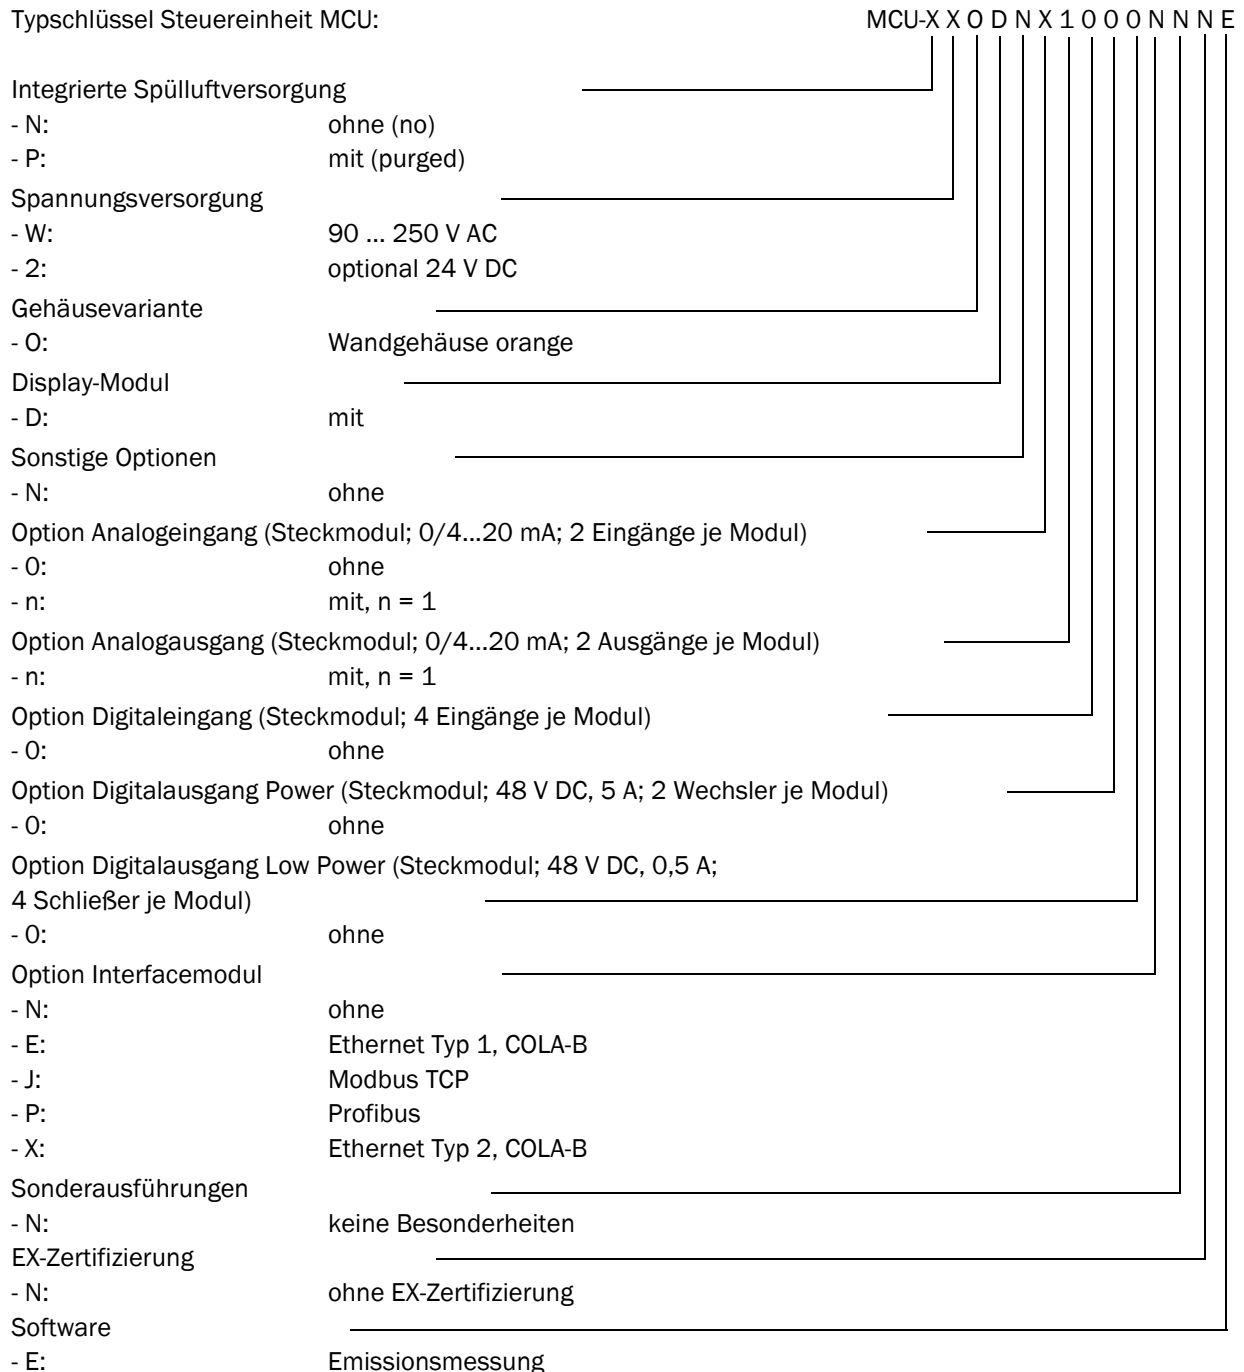 Typschlüssel Steuereinheit MCU: MCU-X X O D N X 1 0 0 0 N N N E
Integrierte Spülluftversorgung
- N: ohne (no)
- P: mit (purged)
Spannungsversorgung
- W: 90 ... 250 V AC
- 2: optional 24 V DC
Gehäusevariante
- O: Wandgehäuse orange
Display-Modul
- D: mit
Sonstige Optionen
- N: ohne
Option Analogeingang (Steckmodul; 0/4...20 mA; 2 Eingänge je Modul)
- 0: ohne
- n: mit, n = 1
Option Analogausgang (Steckmodul; 0/4...20 mA; 2 Ausgänge je Modul)
- n: mit, n = 1
Option Digitaleingang (Steckmodul; 4 Eingänge je Modul)
- 0: ohne
Option Digitalausgang Power (Steckmodul; 48 V DC, 5 A; 2 Wechsler je Modul)
- 0: ohne
Option Digitalausgang Low Power (Steckmodul; 48 V DC, 0,5 A;
4 Schließer je Modul)
- 0: ohne
Option Interfacemodul
- N: ohne
- E: Ethernet Typ 1, COLA-B
- J: Modbus TCP
- P: Profibus
- X: Ethernet Typ 2, COLA-B
Sonderausführungen
- N: keine Besonderheiten
EX-Zertifizierung
- N: ohne EX-Zertifizierung
Software
- E: Emissionsmessung